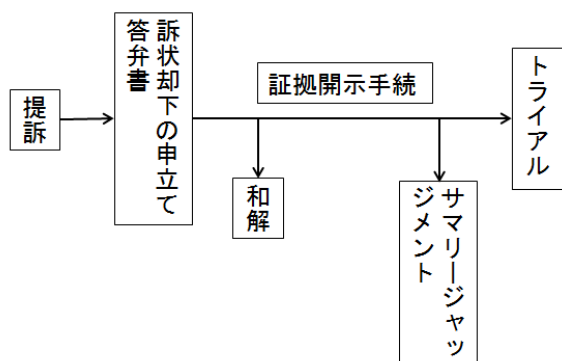 提訴
訴状却下の申立て
答弁書
証拠開示手続
和解
サマリージャッ
ジメント
トライアル